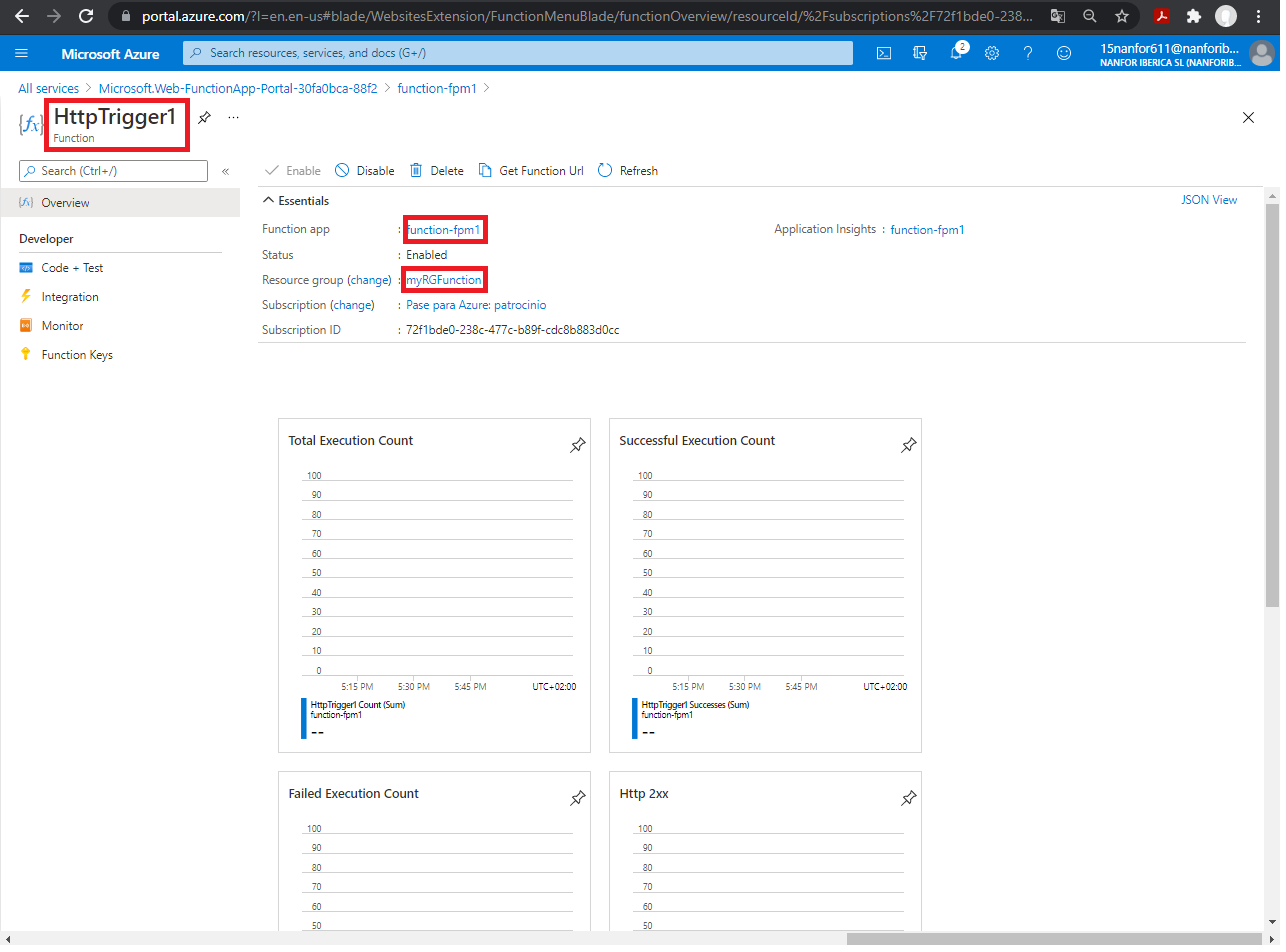 portal.azure.com/?l=en.en-us#blade/WebsitesExtension/FunctionMenuBlade/functionOverview/resourceId/%2Fsubscriptions%2F72f1bde0-238...
Microsoft Azure
Search resources, services, and docs (G+/)
2
15nanfor611@nanforib...
NANFOR IBERICA SL (NANFORIB...
All services > Microsoft.Web-FunctionApp-Portal-30fa0bca-88f2 > function-fpm1 >
{fx}
HttpTrigger1
...
Function
Search (Ctrl+/)
«
Enable
Disable
Delete
Get Function Url
Refresh
Overview
Developer
Code + Test
Integration
Monitor
Function Keys
Essentials
JSON View
Function app : function-fpm1
Application Insights : function-fpm1
Status : Enabled
Resource group (change) : myRGFunction
Subscription (change) : Pase para Azure: patrocinio
Subscription ID : 72f1bde0-238c-477c-b89f-cdc8b883d0cc
Total Execution Count
100
90
80
70
60
50
40
30
20
10
0
5:15 PM 5:30 PM 5:45 PM UTC+02:00
HttpTrigger1 Count (Sum)
function-fpm1
--
Successful Execution Count
100
90
80
70
60
50
40
30
20
10
0
5:15 PM 5:30 PM 5:45 PM UTC+02:00
HttpTrigger1 Successes (Sum)
function-fpm1
--
Failed Execution Count
100
90
80
70
60
50
Http 2xx
100
90
80
70
60
50